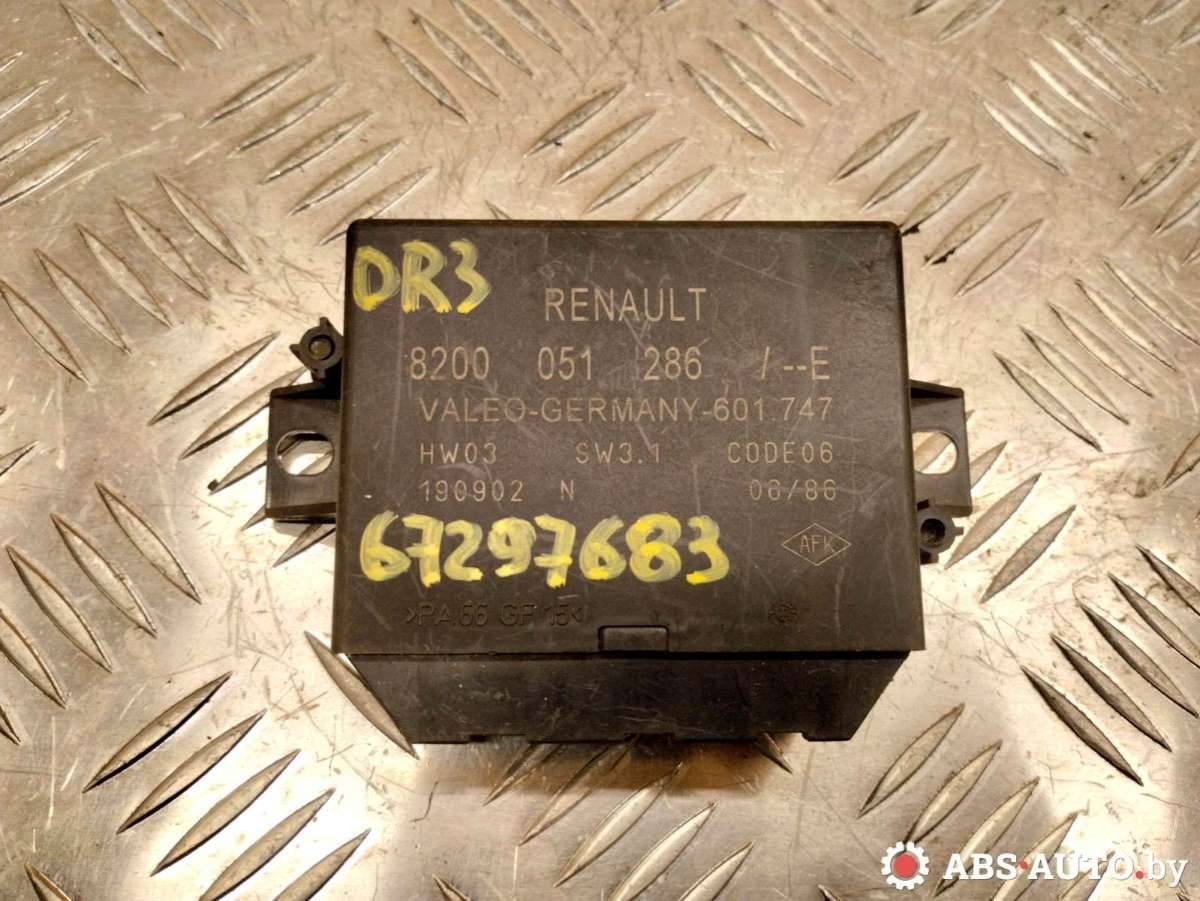 DR3
RENAULT
8200 051 286 /--E
VALEO-GERMANY-601.747
HW03 SW3.1 CODE06
190902 N 06/86
67297683
AFK
>PA 66 GF 15<
ABS-AUTO.by